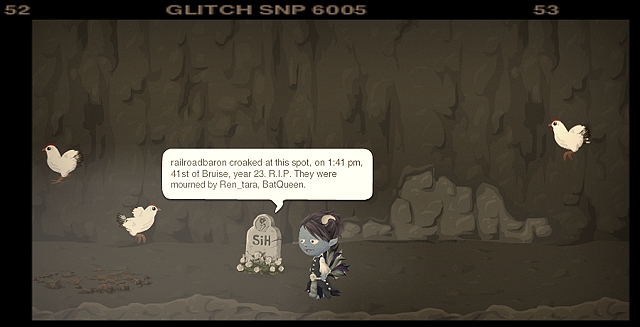 52 GLITCH SNP 6005 53
railroadbaron croaked at this spot, on 1:41 pm,
41st of Bruise, year 23. R.I.P. They were
mourned by Ren_tara, BatQueen.
SiH